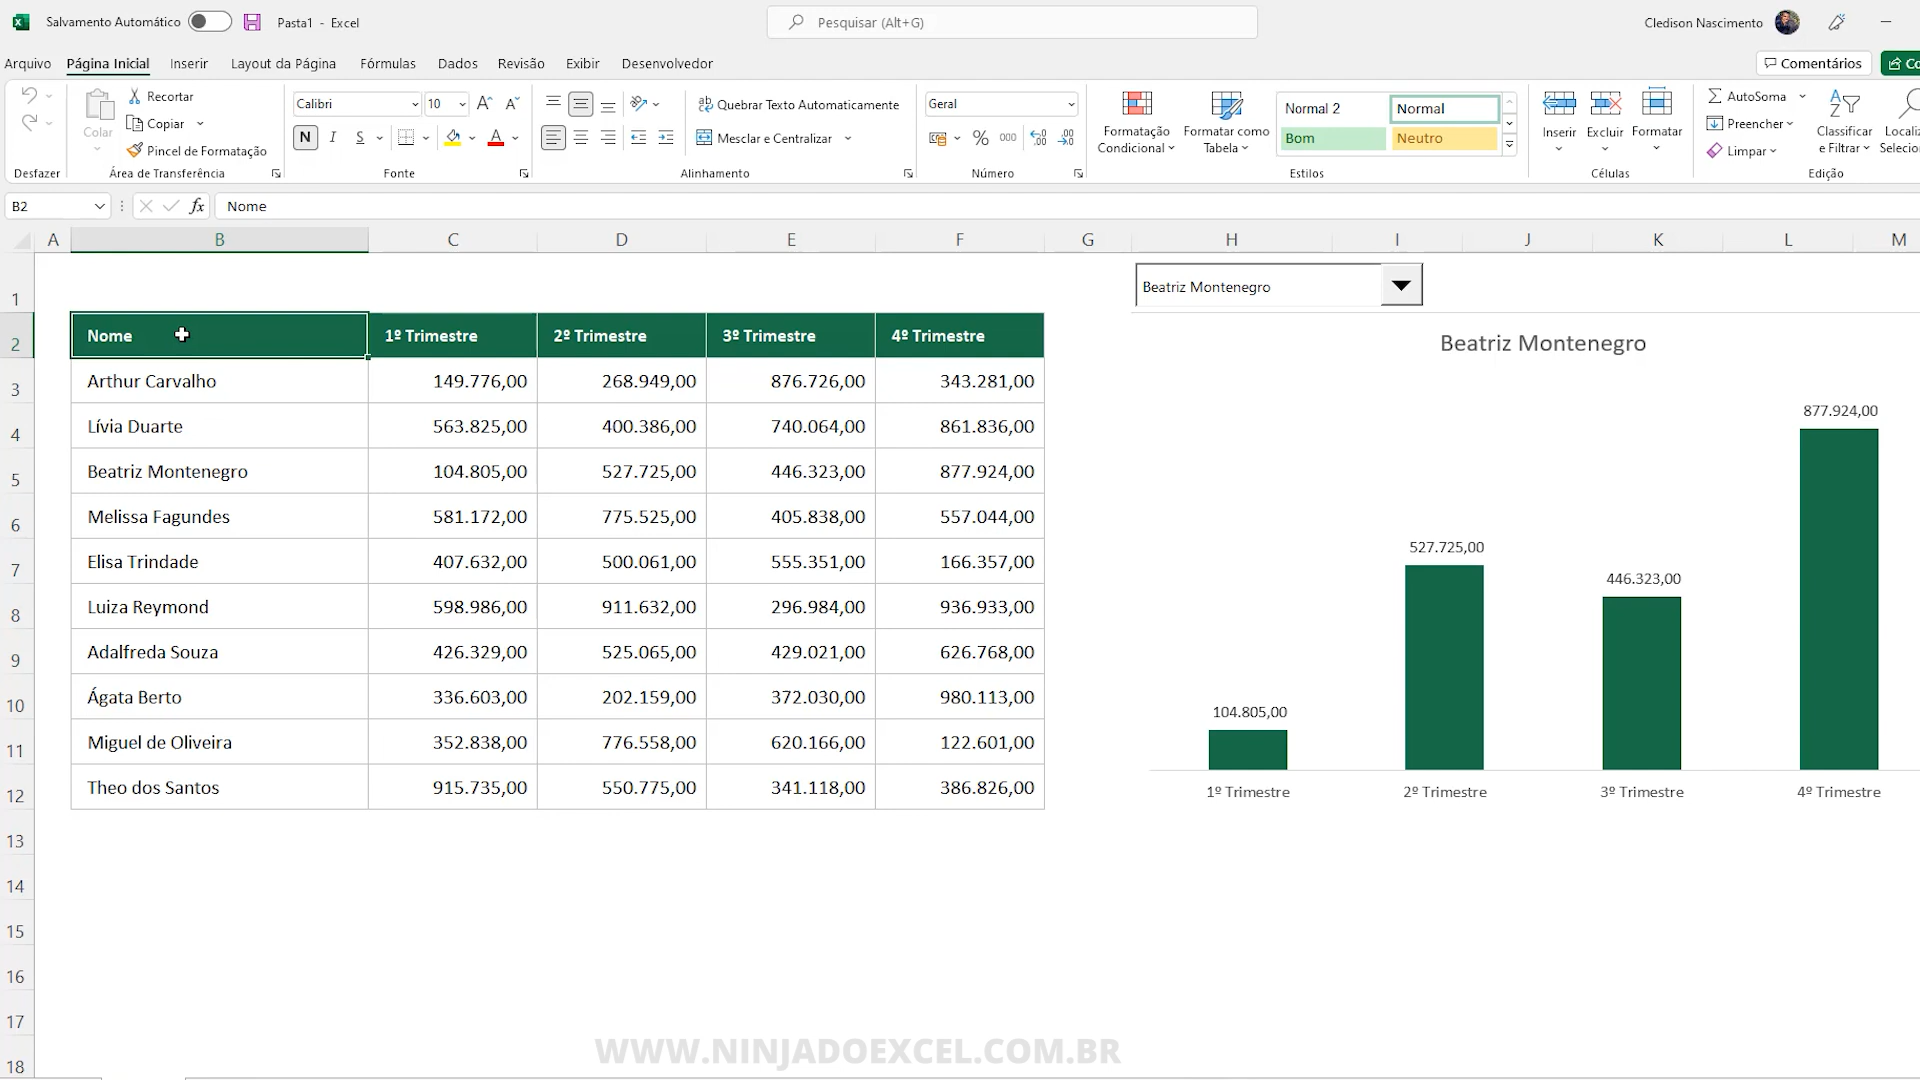 Salvamento Automático Pasta1 - Excel Pesquisar (Alt+G) Cledison Nascimento
Arquivo Página Inicial Inserir Layout da Página Fórmulas Dados Revisão Exibir Desenvolvedor Comentários Co
Desfazer
Colar
Recortar
Copiar
Pincel de Formatação
Área de Transferência
Calibri 10
N I S A
Fonte
Quebrar Texto Automaticamente
Mesclar e Centralizar
Alinhamento
Geral
% 000
Número
Formatação Condicional
Formatar como Tabela
Normal 2 Normal
Bom Neutro
Estilos
Inserir Excluir Formatar
Células
AutoSoma
Preencher
Limpar
Classificar e Filtrar
Locali
Selecio
Edição
B2 fx Nome
A B C D E F G H I J K L M
1
2 Nome 1º Trimestre 2º Trimestre 3º Trimestre 4º Trimestre
3 Arthur Carvalho 149.776,00 268.949,00 876.726,00 343.281,00
4 Lívia Duarte 563.825,00 400.386,00 740.064,00 861.836,00
5 Beatriz Montenegro 104.805,00 527.725,00 446.323,00 877.924,00
6 Melissa Fagundes 581.172,00 775.525,00 405.838,00 557.044,00
7 Elisa Trindade 407.632,00 500.061,00 555.351,00 166.357,00
8 Luiza Reymond 598.986,00 911.632,00 296.984,00 936.933,00
9 Adalfreda Souza 426.329,00 525.065,00 429.021,00 626.768,00
10 Ágata Berto 336.603,00 202.159,00 372.030,00 980.113,00
11 Miguel de Oliveira 352.838,00 776.558,00 620.166,00 122.601,00
12 Theo dos Santos 915.735,00 550.775,00 341.118,00 386.826,00
13
14
15
16
17
18
Beatriz Montenegro
Beatriz Montenegro
877.924,00
527.725,00
446.323,00
104.805,00
1º Trimestre 2º Trimestre 3º Trimestre 4º Trimestre
WWW.NINJADOEXCEL.COM.BR